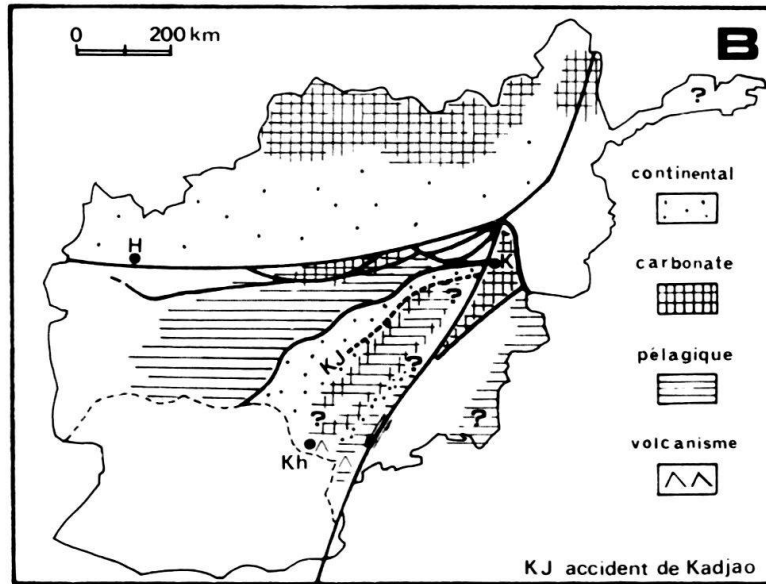 0 200 km
B
?
continental
H
K
carbonate
?
KJ
?
pélagique
?
?
volcanisme
Kh
KJ accident de Kadjao